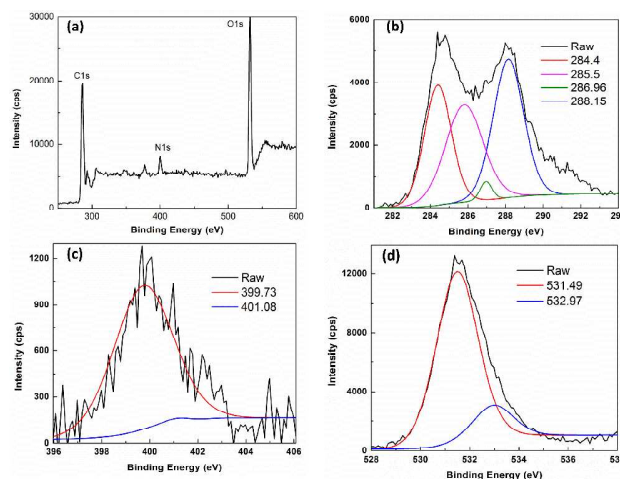 (a)
O1s
C1s
N1s
30000
20000
10000
0
Intensity (cps)
300
400
500
600
Binding Energy (eV)
(b)
Raw
284.4
285.5
286.96
288.15
6000
4000
2000
0
Intensity (cps)
282
284
286
288
290
292
29
Binding Energy (eV)
(c)
Raw
399.73
401.08
1200
900
600
300
0
Intensity (cps)
396
398
400
402
404
406
Binding Energy (eV)
(d)
Raw
531.49
532.97
12000
8000
4000
0
Intensity (cps)
528
530
532
534
536
53
Binding Energy (eV)